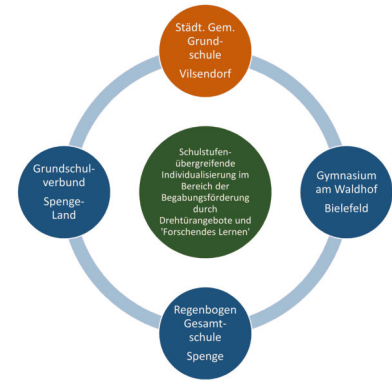 Städt. Gem.
Grund-
schule
Vilsendorf
Grundschul-
verbund
Spenge-
Land
Schulstufen-
übergreifende
Individualisierung im
Bereich der
Begabungsförderung
durch
Drehtürangebote und
'Forschendes Lernen'
Gymnasium
am Waldhof
Bielefeld
Regenbogen
Gesamt-
schule
Spenge